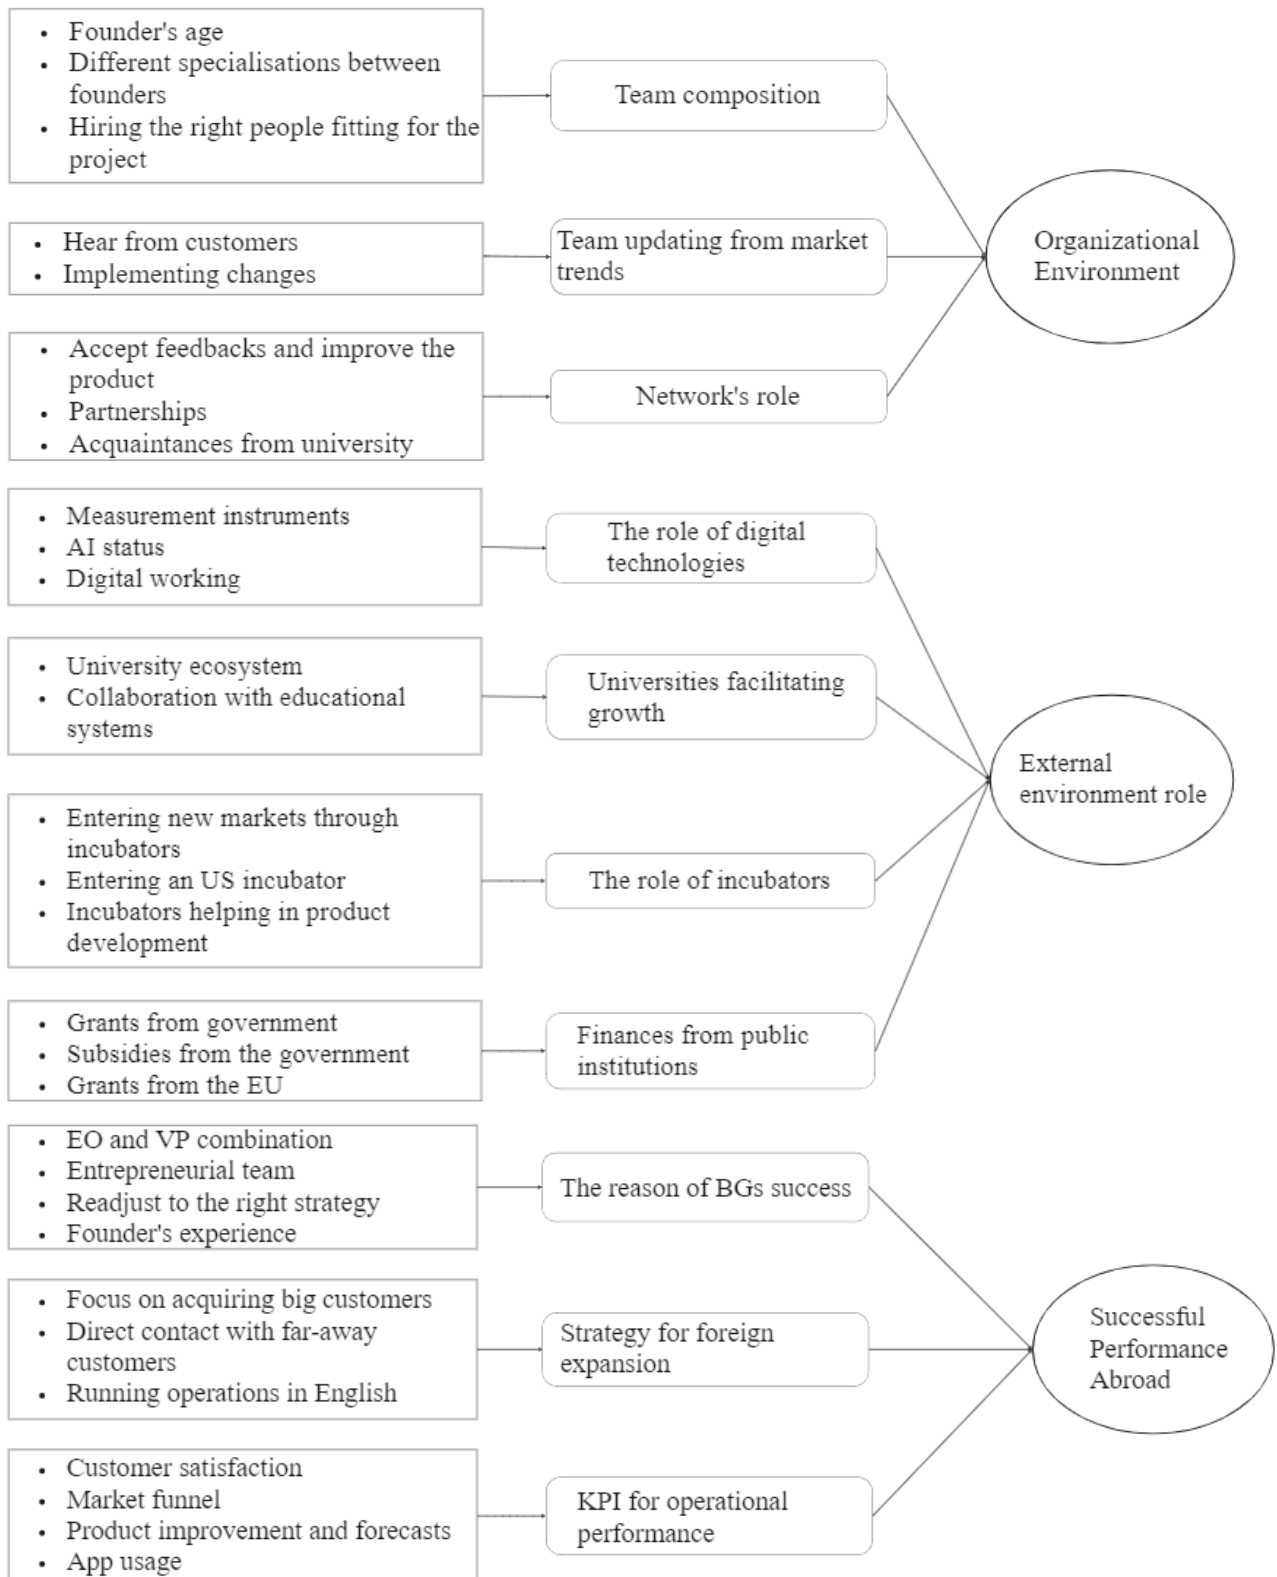 • Founder's age
• Different specialisations between
founders
• Hiring the right people fitting for the
project
Team composition
• Hear from customers
• Implementing changes
Team updating from market
trends
Organizational
Environment
• Accept feedbacks and improve the
product
• Partnerships
• Acquaintances from university
Network's role
• Measurement instruments
• AI status
• Digital working
The role of digital
technologies
• University ecosystem
• Collaboration with educational
systems
Universities facilitating
growth
External
environment role
• Entering new markets through
incubators
• Entering an US incubator
• Incubators helping in product
development
The role of incubators
• Grants from government
• Subsidies from the government
• Grants from the EU
Finances from public
institutions
• EO and VP combination
• Entrepreneurial team
• Readjust to the right strategy
• Founder's experience
The reason of BGs success
• Focus on acquiring big customers
• Direct contact with far-away
customers
• Running operations in English
Strategy for foreign
expansion
Successful
Performance
Abroad
• Customer satisfaction
• Market funnel
• Product improvement and forecasts
• App usage
KPI for operational
performance